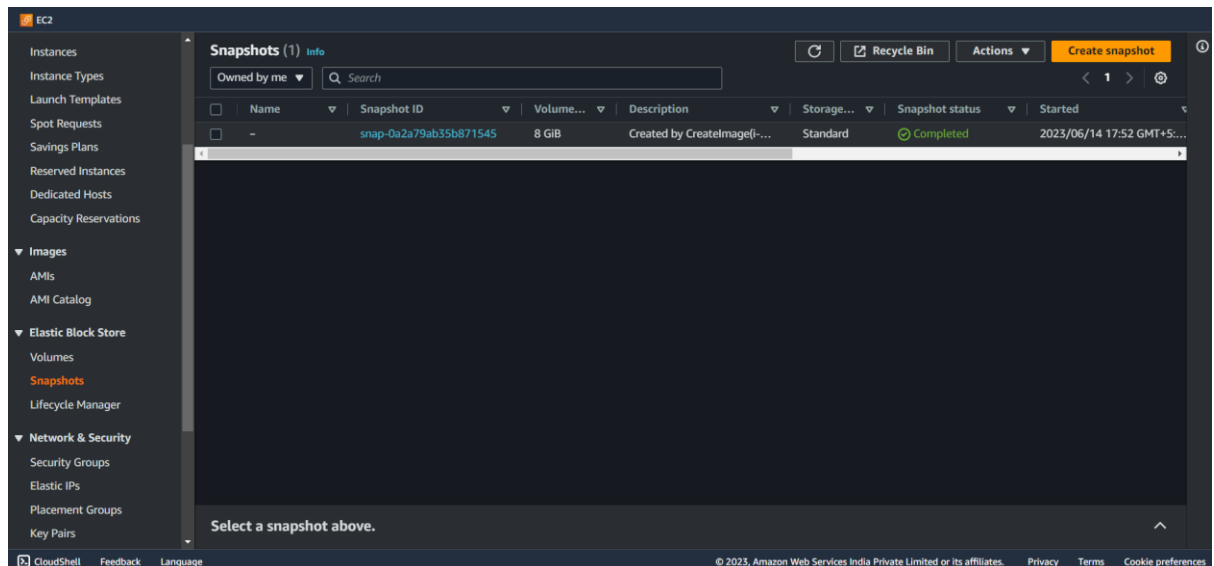 EC2
Instances
Instance Types
Launch Templates
Spot Requests
Savings Plans
Reserved Instances
Dedicated Hosts
Capacity Reservations
Images
AMIs
AMI Catalog
Elastic Block Store
Volumes
Snapshots
Lifecycle Manager
Network & Security
Security Groups
Elastic IPs
Placement Groups
Key Pairs
Snapshots (1) Info
Recycle Bin Actions Create snapshot
Owned by me Search 1
Name Snapshot ID Volume... Description Storage... Snapshot status Started
– snap-0a2a79ab35b871545 8 GiB Created by CreateImage(i-... Standard Completed 2023/06/14 17:52 GMT+5:...
Select a snapshot above.
CloudShell Feedback Language © 2023, Amazon Web Services India Private Limited or its affiliates. Privacy Terms Cookie preferences